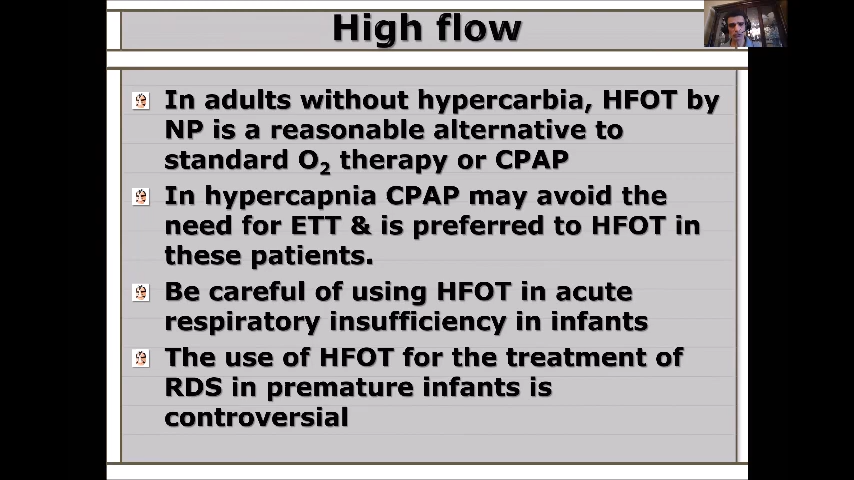 High flow
In adults without hypercarbia, HFOT by
NP is a reasonable alternative to
standard O₂ therapy or CPAP
In hypercapnia CPAP may avoid the
need for ETT & is preferred to HFOT in
these patients.
Be careful of using HFOT in acute
respiratory insufficiency in infants
The use of HFOT for the treatment of
RDS in premature infants is
controversial